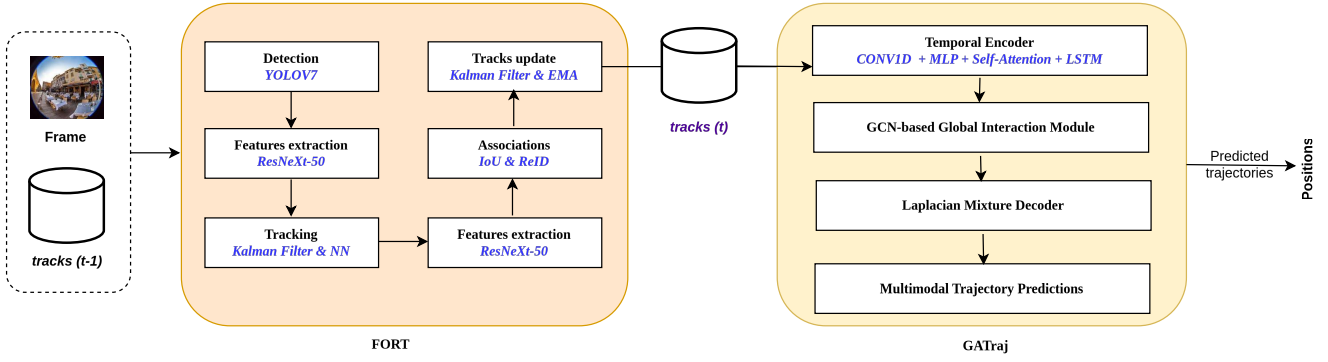 Frame
tracks (t-1)
Detection
YOLOV7
Features extraction
ResNeXt-50
Tracking
Kalman Filter & NN
Features extraction
ResNeXt-50
Associations
IoU & ReID
Tracks update
Kalman Filter & EMA
FORT
tracks (t)
Temporal Encoder
CONV1D + MLP + Self-Attention + LSTM
GCN-based Global Interaction Module
Laplacian Mixture Decoder
Multimodal Trajectory Predictions
GATraj
Predicted
trajectories
Positions